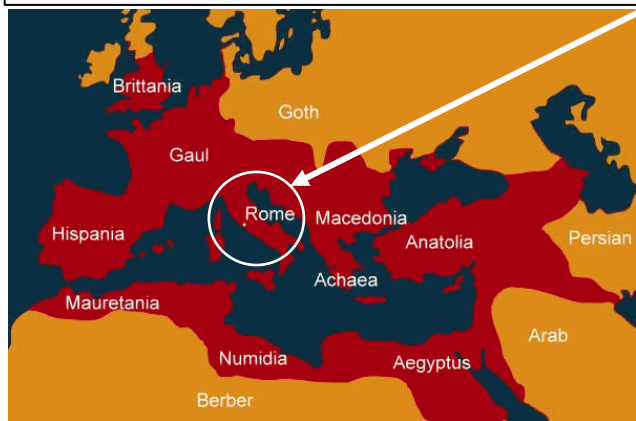 Brittania
Goth
Gaul
Rome
Macedonia
Hispania
Anatolia
Persian
Achaea
Mauretania
Arab
Numidia
Aegyptus
Berber